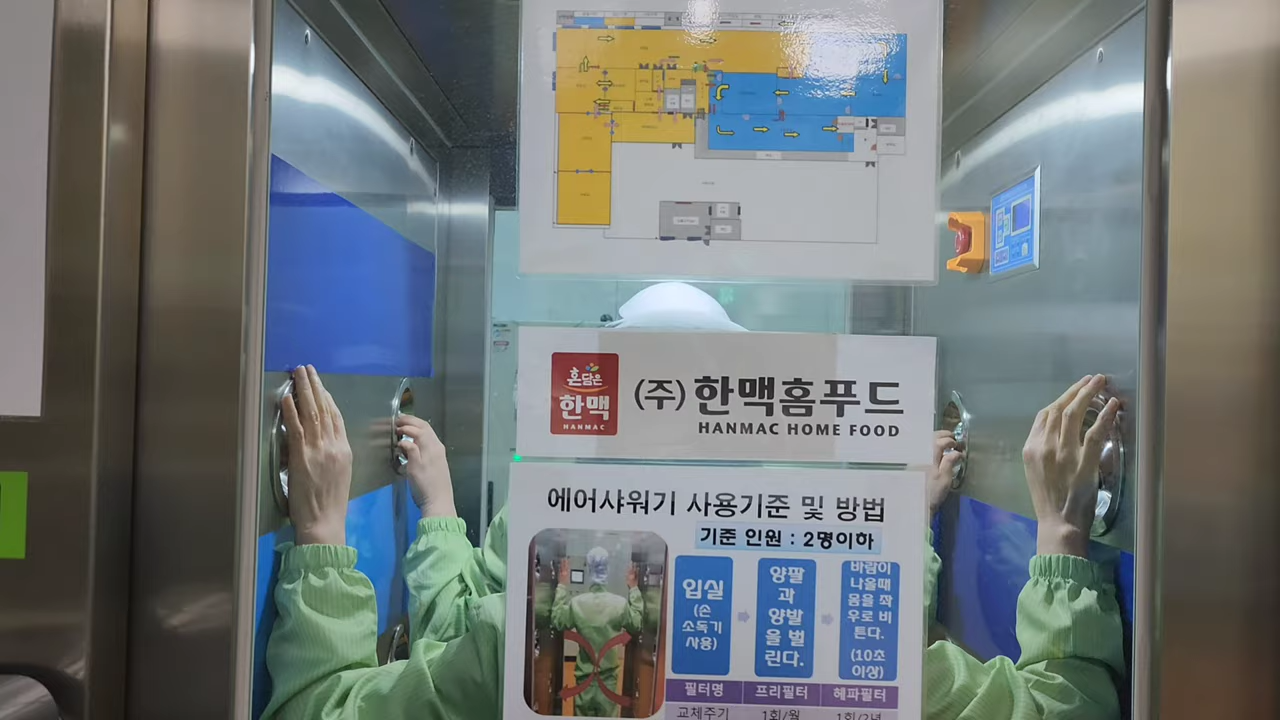 혼담은
한맥
HANMAC
(주) 한맥홈푸드
HANMAC HOME FOOD
에어샤워기 사용기준 및 방법
기준 인원 : 2명이하
입실
(손
소독기
사용)
양팔
과
양발
을 벌
린다.
바람이
나올때
몸을 좌
우로 비
튼다.
(10초
이상)
필터명 프리필터 헤파필터
교체주기 1회/월 1회/2년